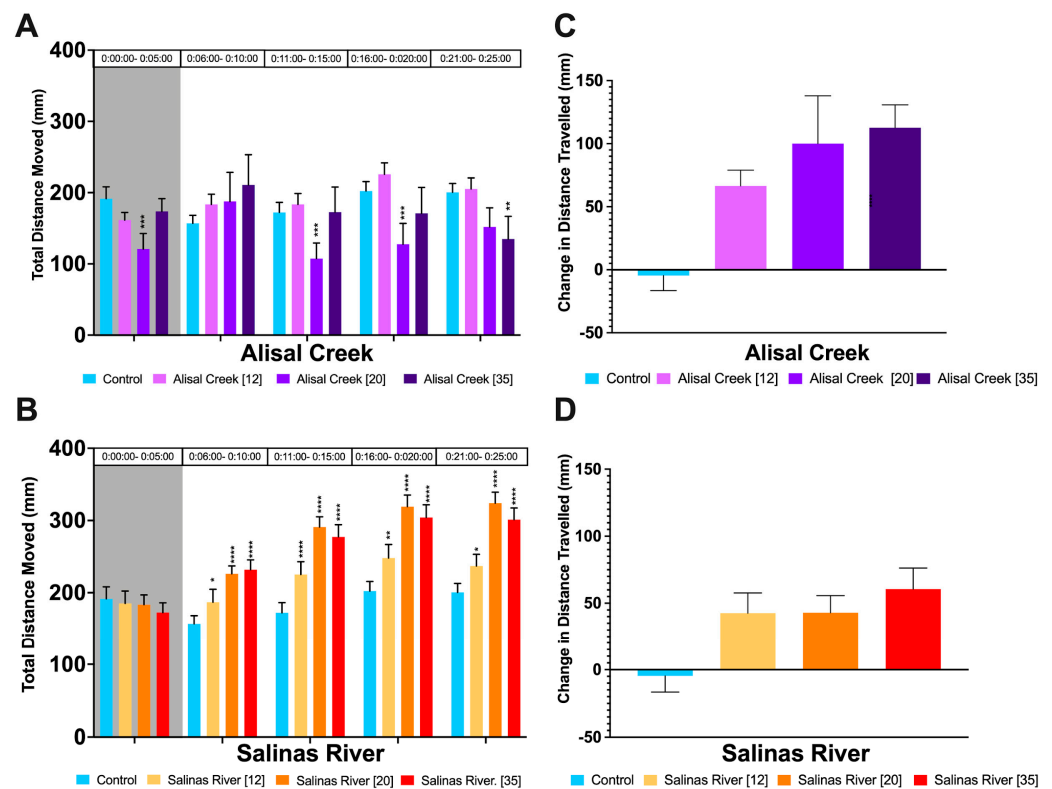 A
Total Distance Moved (mm)
400
300
200
100
0
0:00:00- 0:05:00 0:06:00- 0:10:00 0:11:00- 0:15:00 0:16:00- 0:020:00 0:21:00- 0:25:00
***
***
***
**
Alisal Creek
Control Alisal Creek [12] Alisal Creek [20] Alisal Creek [35]
C
Change in Distance Travelled (mm)
150
100
50
0
-50
Alisal Creek
Control Alisal Creek [12] Alisal Creek [20] Alisal Creek [35]
B
Total Distance Moved (mm)
400
300
200
100
0
0:00:00- 0:05:00 0:06:00- 0:10:00 0:11:00- 0:15:00 0:16:00- 0:020:00 0:21:00- 0:25:00
* **** ****
**** **** ****
** **** ****
* **** ****
Salinas River
Control Salinas River [12] Salinas River [20] Salinas River. [35]
D
Change in Distance Travelled (mm)
150
100
50
0
-50
Salinas River
Control Salinas River [12] Salinas River [20] Salinas River [35]